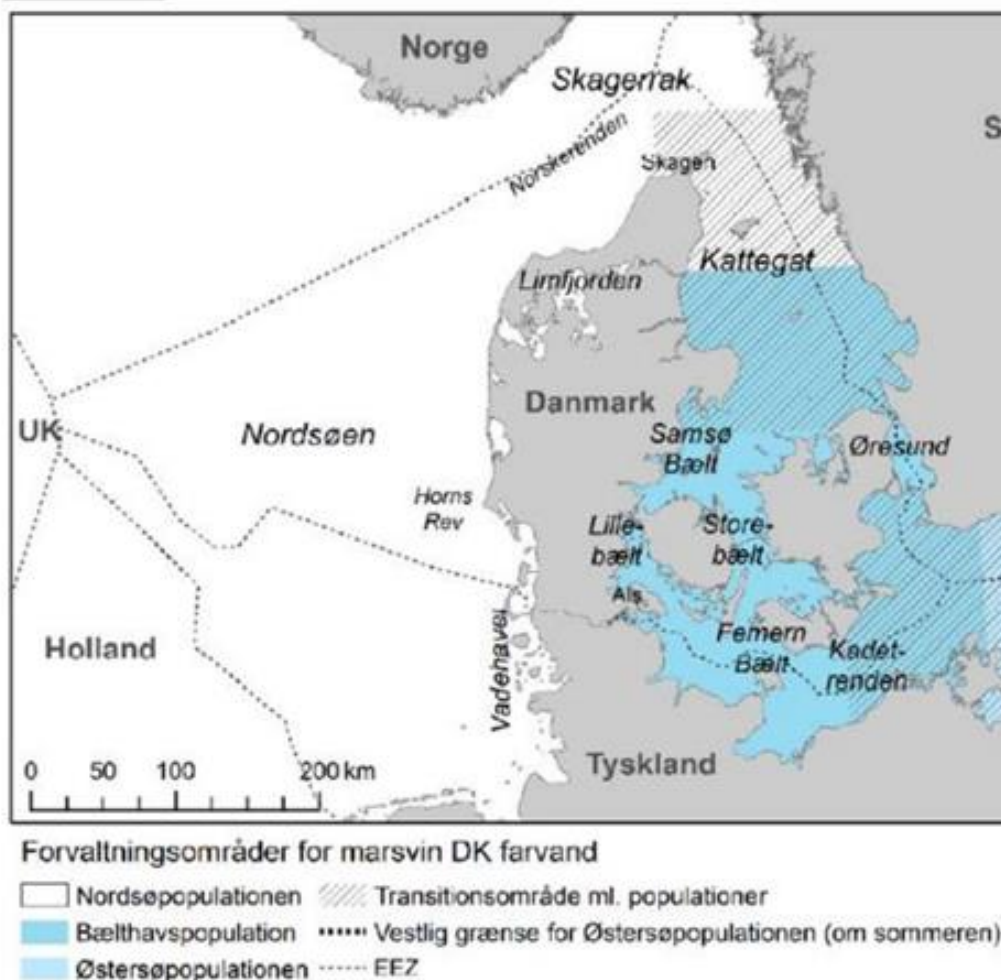 Norge
Skagerrak
S
Norskerenden
Skagen
Kattegat
Limfjorden
Danmark
UK
Nordsøen
Samsø
Bælt
Øresund
Horns
Rev
Lille-
bælt
Store-
bælt
Als
Holland
Vadehavet
Femern
Bælt
Kadet-
renden
Tyskland
0 50 100 200 km
Forvaltningsområder for marsvin DK farvand
Nordsøpopulationen Transitionsområde ml. populationer
Bælthavspopulation Vestlig grænse for Østersøpopulationen (om sommeren)
Østersøpopulationen EEZ